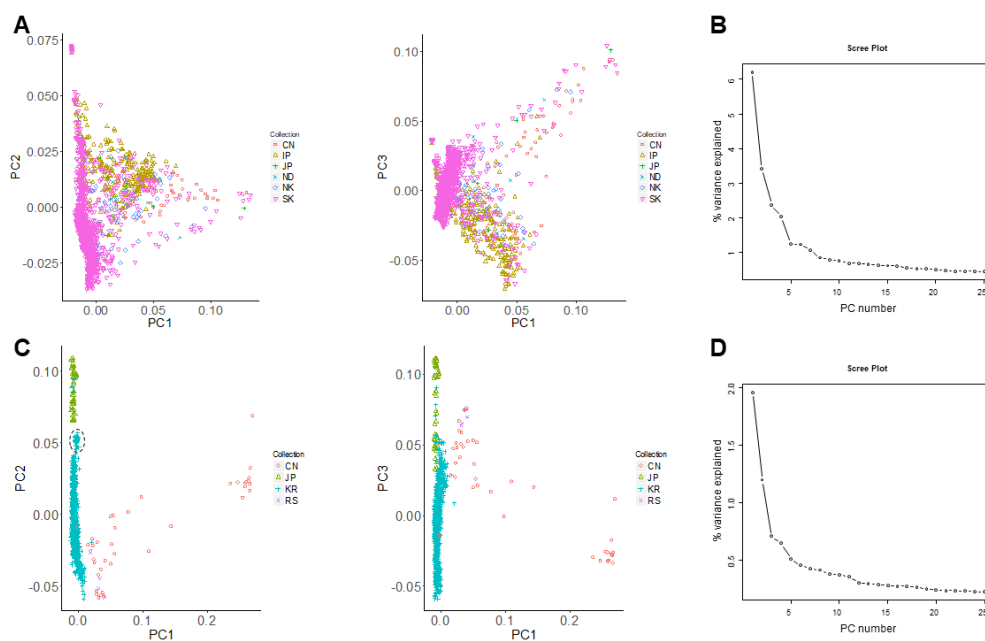 A
0.075
0.050
0.025
0.000
-0.025
PC2
0.00
0.05
0.10
PC1
Collection
CN
IP
JP
ND
NK
SK
0.10
0.05
0.00
-0.05
PC3
0.00
0.05
0.10
PC1
Collection
CN
IP
JP
ND
NK
SK
B
Scree Plot
% variance explained
6
5
4
3
2
1
5
10
15
20
25
PC number
C
0.10
0.05
0.00
-0.05
PC2
0.0
0.1
0.2
PC1
Collection
CN
JP
KR
RS
0.10
0.05
0.00
-0.05
PC3
0.0
0.1
0.2
PC1
Collection
CN
JP
KR
RS
D
Scree Plot
% variance explained
2.0
1.5
1.0
0.5
5
10
15
20
25
PC number